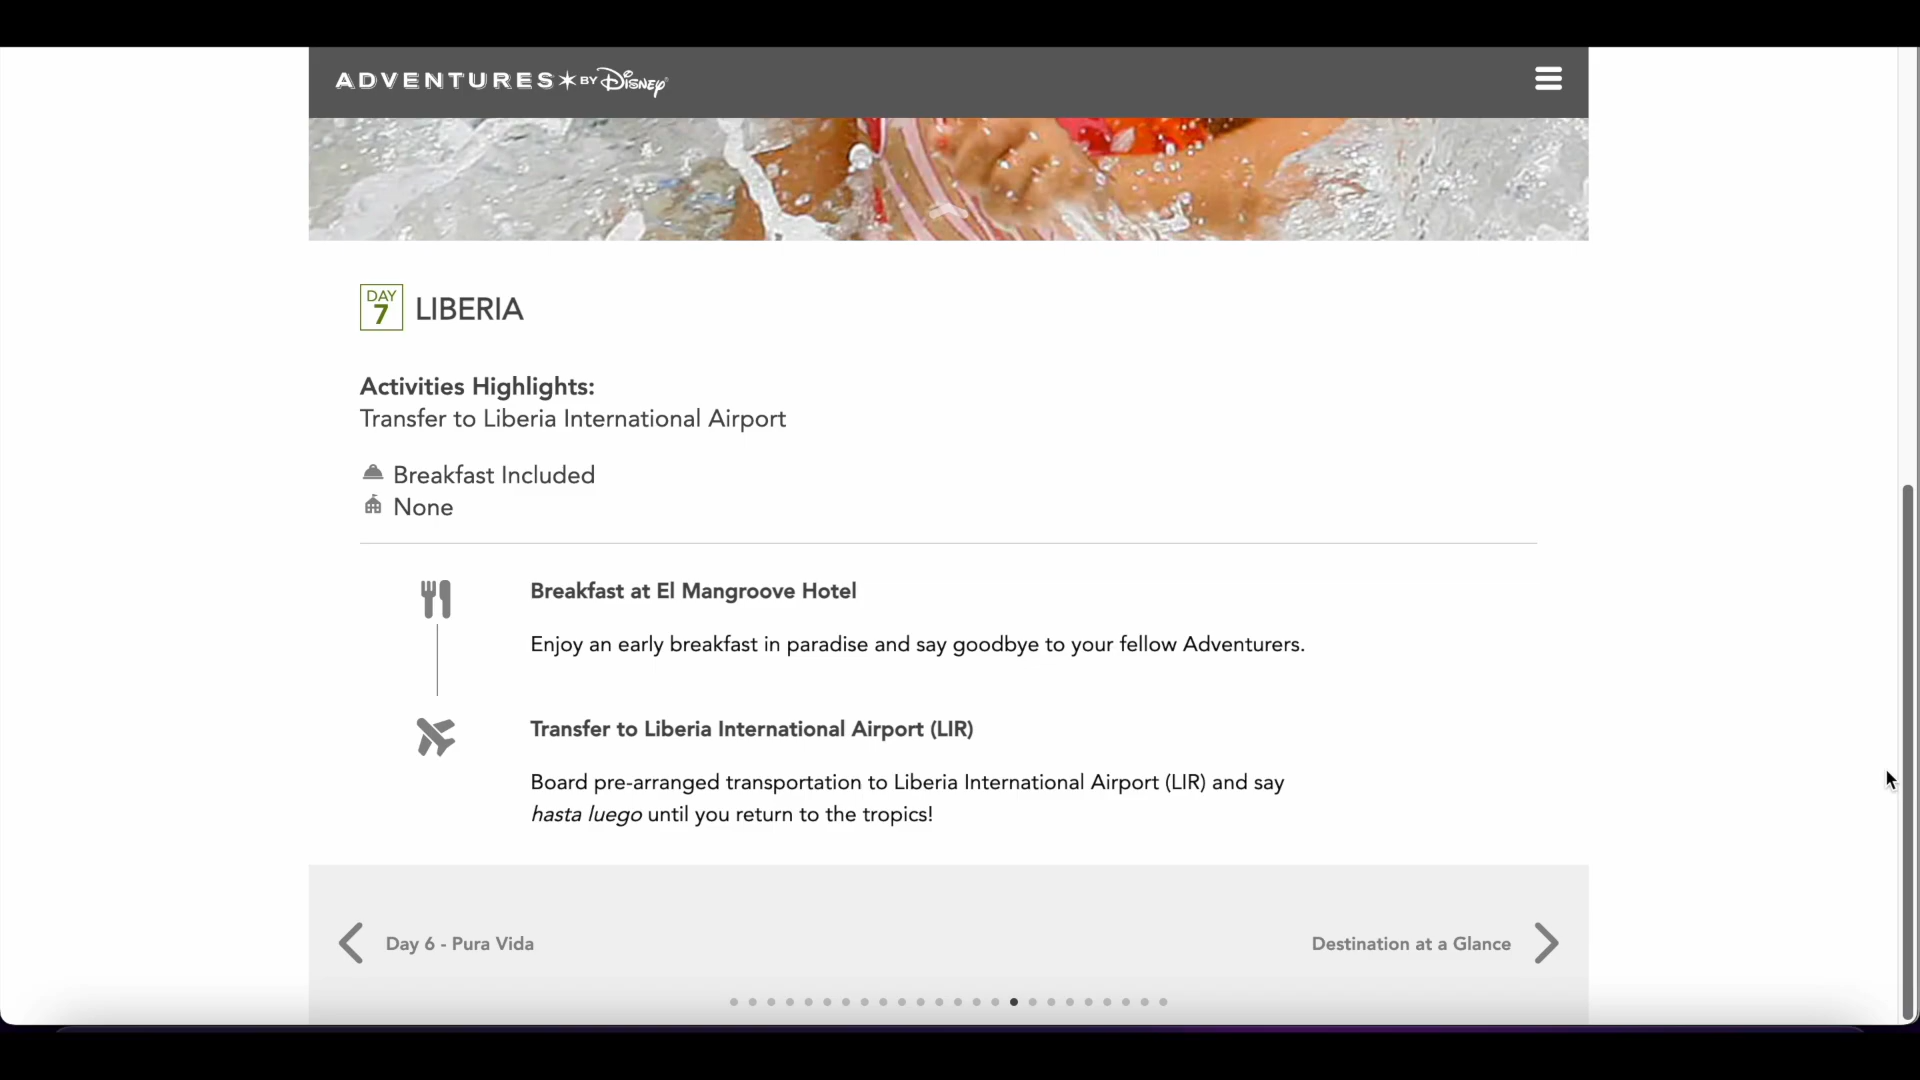 ADVENTURES BY Disney
DAY
7
LIBERIA
Activities Highlights:
Transfer to Liberia International Airport
Breakfast Included
None
Breakfast at El Mangroove Hotel
Enjoy an early breakfast in paradise and say goodbye to your fellow Adventurers.
Transfer to Liberia International Airport (LIR)
Board pre-arranged transportation to Liberia International Airport (LIR) and say
hasta luego until you return to the tropics!
Day 6 - Pura Vida
Destination at a Glance